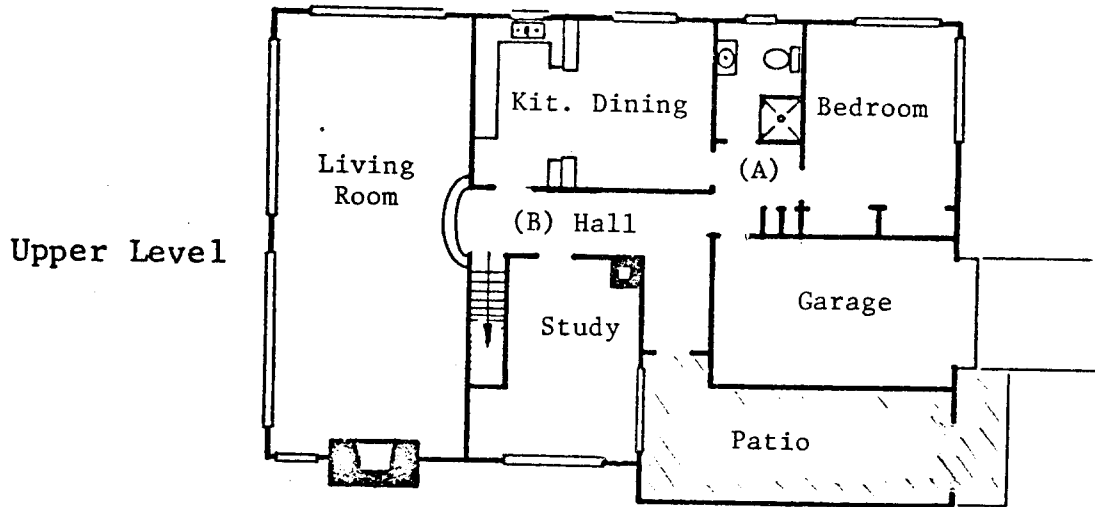 Kit. Dining
Bedroom
Living
Room
(A)
(B) Hall
Upper Level
Garage
Study
Patio